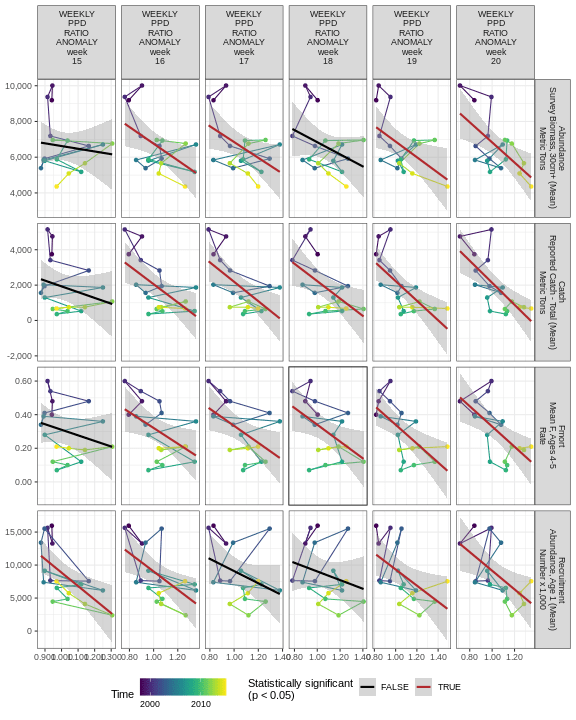 WEEKLY WEEKLY WEEKLY WEEKLY WEEKLY WEEKLY
PPD PPD PPD PPD PPD PPD
RATIO RATIO RATIO RATIO RATIO RATIO
ANOMALY ANOMALY ANOMALY ANOMALY ANOMALY ANOMALY
week week week week week week
15 16 17 18 19 20
10,000
8,000
6,000
4,000
Abundance
Survey Biomass, 30cm+ (Mean)
Metric Tons
4,000
2,000
0
-2,000
Catch
Reported Catch - Total (Mean)
Metric Tons
0.60
0.40
0.20
0.00
Fmort
Mean F, Ages 4-5
Rate
15,000
10,000
5,000
0
Recruitment
Abundance, Age 1 (Mean)
Number x 1,000
0.80 1.00 1.20 0.80 1.00 1.20 1.40 0.80 1.00 1.20 1.40 0.80 1.00 1.20 1.40 0.80 1.00 1.20
Time
2000 2010
Statistically significant
(p < 0.05)
FALSE TRUE